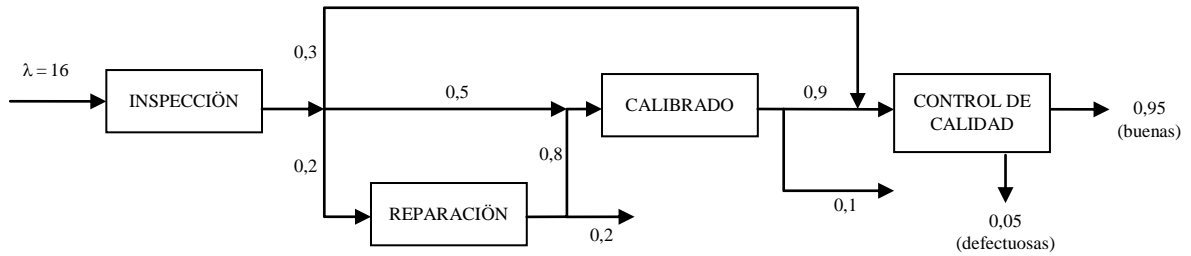 λ = 16
INSPECCIÖN
0,3
0,5
0,2
REPARACIÖN
0,8
0,2
CALIBRADO
0,9
0,1
CONTROL DE
CALIDAD
0,95
(buenas)
0,05
(defectuosas)